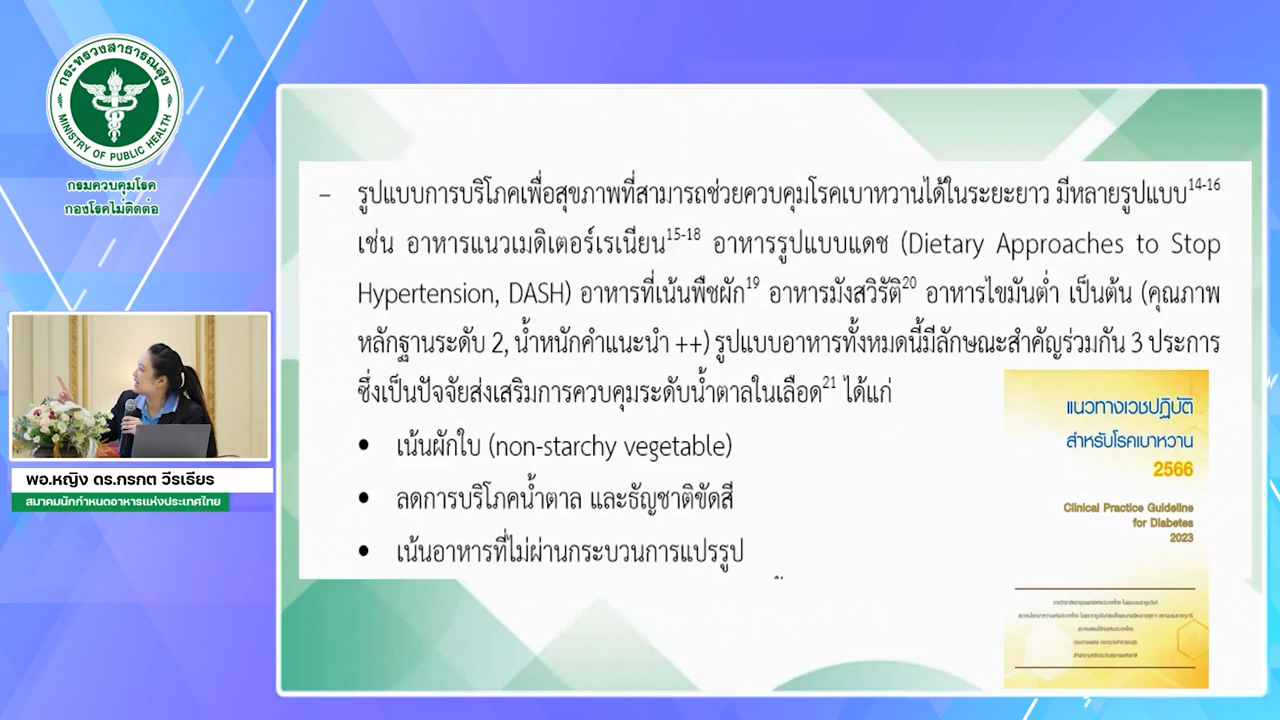 กระทรวงสาธารณสุข
MINISTRY OF PUBLIC HEALTH
กรมควบคุมโรค
กองโรคไม่ติดต่อ
– รูปแบบการบริโภคเพื่อสุขภาพที่สามารถช่วยควบคุมโรคเบาหวานได้ในระยะยาว มีหลายรูปแบบ14-16
เช่น อาหารแนวเมดิเตอร์เรเนียน15-18 อาหารรูปแบบแดช (Dietary Approaches to Stop
Hypertension, DASH) อาหารที่เน้นพืชผัก19 อาหารมังสวิรัติ20 อาหารไขมันต่ำ เป็นต้น (คุณภาพ
หลักฐานระดับ 2, น้ำหนักคำแนะนำ ++) รูปแบบอาหารทั้งหมดนี้มีลักษณะสำคัญร่วมกัน 3 ประการ
ซึ่งเป็นปัจจัยส่งเสริมการควบคุมระดับน้ำตาลในเลือด21 ได้แก่
• เน้นผักใบ (non-starchy vegetable)
• ลดการบริโภคน้ำตาล และธัญชาติขัดสี
• เน้นอาหารที่ไม่ผ่านกระบวนการแปรรูป
แนวทางเวชปฏิบัติ
สำหรับโรคเบาหวาน
2566
Clinical Practice Guideline
for Diabetes
2023
พอ.หญิง ดร.กรกต วีรเธียร
สมาคมนักกำหนดอาหารแห่งประเทศไทย